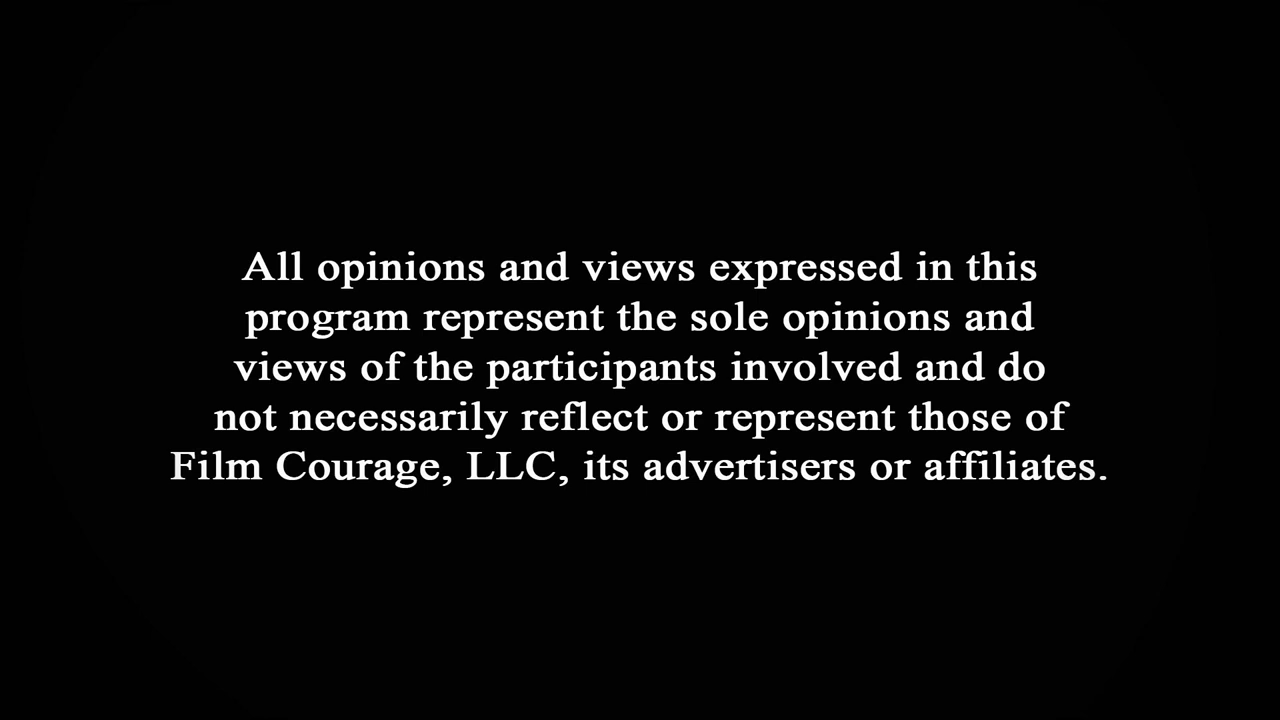 All opinions and views expressed in this
program represent the sole opinions and
views of the participants involved and do
not necessarily reflect or represent those of
Film Courage, LLC, its advertisers or affiliates.